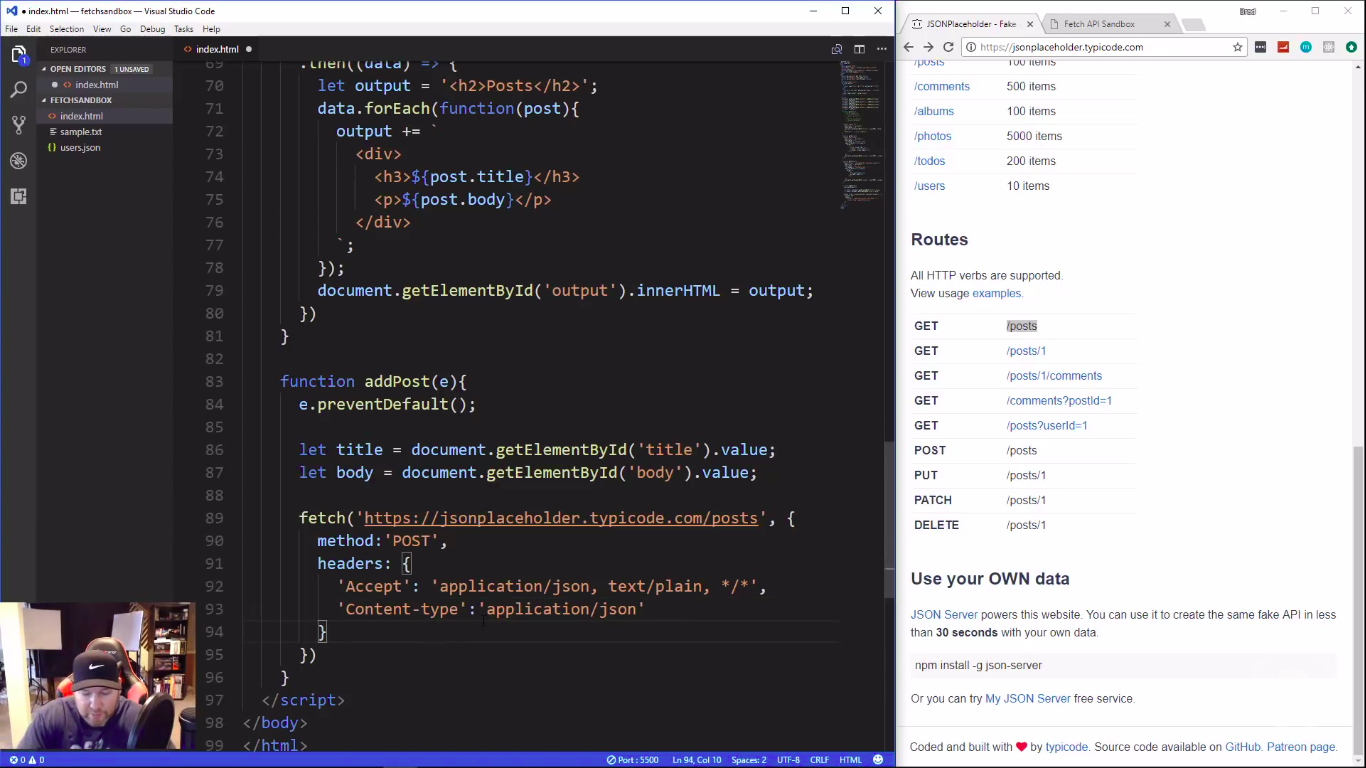 index.html - fetchsandbox - Visual Studio Code
File Edit Selection View Go Debug Tasks Help
EXPLORER
OPEN EDITORS 1 UNSAVED
index.html
FETCHSANDBOX
index.html
sample.txt
users.json
1
index.html
69 .then((data) => {
70 let output = '<h2>Posts</h2>';
71 data.forEach(function(post){
72 output += `
73 <div>
74 <h3>${post.title}</h3>
75 <p>${post.body}</p>
76 </div>
77 `;
78 });
79 document.getElementById('output').innerHTML = output;
80 })
81 }
82
83 function addPost(e){
84 e.preventDefault();
85
86 let title = document.getElementById('title').value;
87 let body = document.getElementById('body').value;
88
89 fetch('https://jsonplaceholder.typicode.com/posts', {
90 method:'POST',
91 headers: {
92 'Accept': 'application/json, text/plain, */*',
93 'Content-type':'application/json'
94 }
95 })
96 }
97 </script>
98 </body>
99 </html>
0 0 Port : 5500 Ln 94, Col 10 Spaces: 2 UTF-8 CRLF HTML
Brad
JSONPlaceholder - Fake
Fetch API Sandbox
https://jsonplaceholder.typicode.com
/posts 100 items
/comments 500 items
/albums 100 items
/photos 5000 items
/todos 200 items
/users 10 items
Routes
All HTTP verbs are supported.
View usage examples.
GET /posts
GET /posts/1
GET /posts/1/comments
GET /comments?postId=1
GET /posts?userId=1
POST /posts
PUT /posts/1
PATCH /posts/1
DELETE /posts/1
Use your OWN data
JSON Server powers this website. You can use it to create the same fake API in less
than 30 seconds with your own data.
npm install -g json-server
Or you can try My JSON Server free service.
Coded and built with ❤ by typicode. Source code available on GitHub. Patreon page.